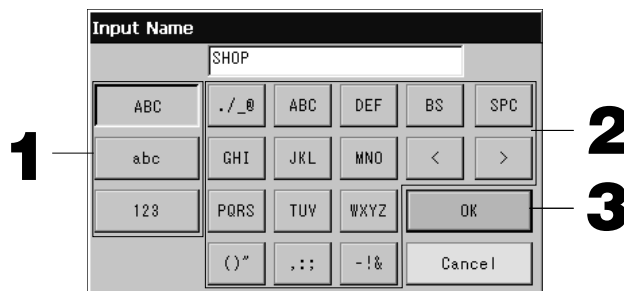 Input Name
SHOP
ABC ./_@ ABC DEF BS SPC
1 abc GHI JKL MNO < > 2
123 PQRS TUV WXYZ OK 3
()" ,:; -!& Cancel